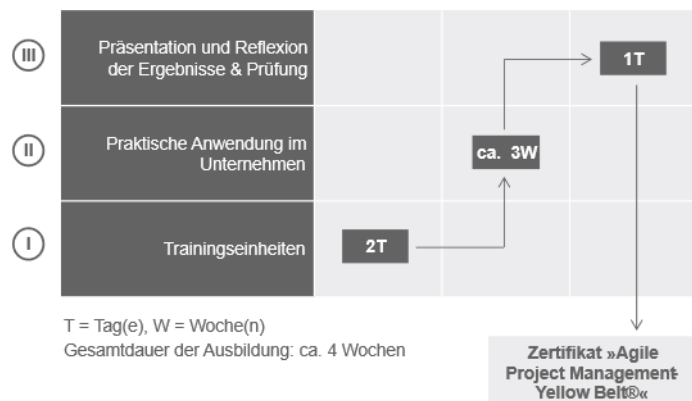 III
Präsentation und Reflexion
der Ergebnisse & Prüfung
1T
II
Praktische Anwendung im
Unternehmen
ca. 3W
I
Trainingseinheiten
2T
T = Tag(e), W = Woche(n)
Gesamtdauer der Ausbildung: ca. 4 Wochen
Zertifikat »Agile
Project Management-
Yellow Belt®«